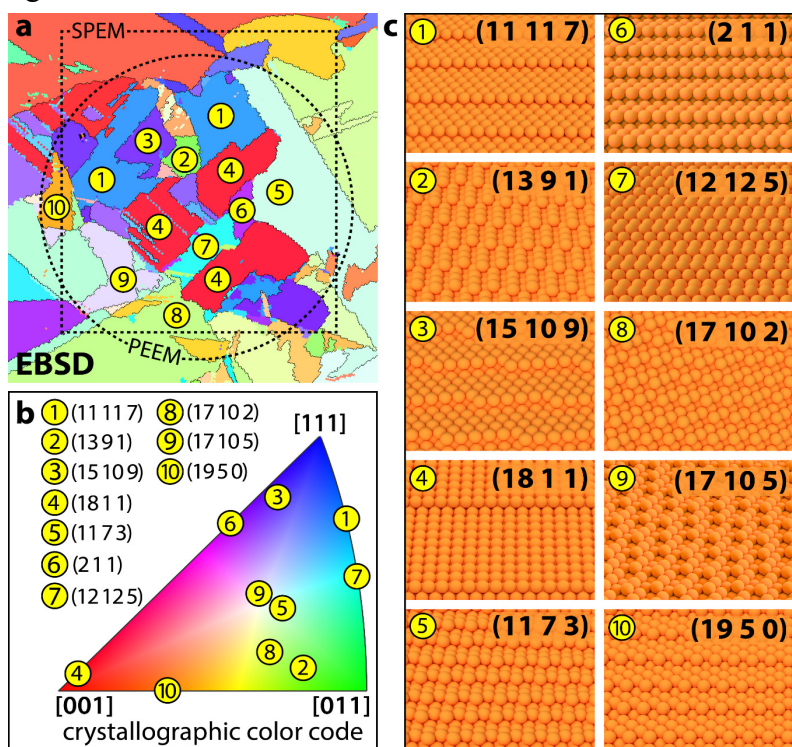 a
SPEM
1
3
2
1
4
5
10
6
4
7
9
4
8
PEEM
EBSD
b
1 (11 11 7) 8 (17 10 2)
2 (13 9 1) 9 (17 10 5)
3 (15 10 9) 10 (19 5 0)
4 (18 1 1)
5 (11 7 3)
6 (2 1 1)
7 (12 12 5)
[111]
3
6
1
7
9
5
8
2
4
10
[001] [011]
crystallographic color code
c
1 (11 11 7)
6 (2 1 1)
2 (13 9 1)
7 (12 12 5)
3 (15 10 9)
8 (17 10 2)
4 (18 1 1)
9 (17 10 5)
5 (11 7 3)
10 (19 5 0)